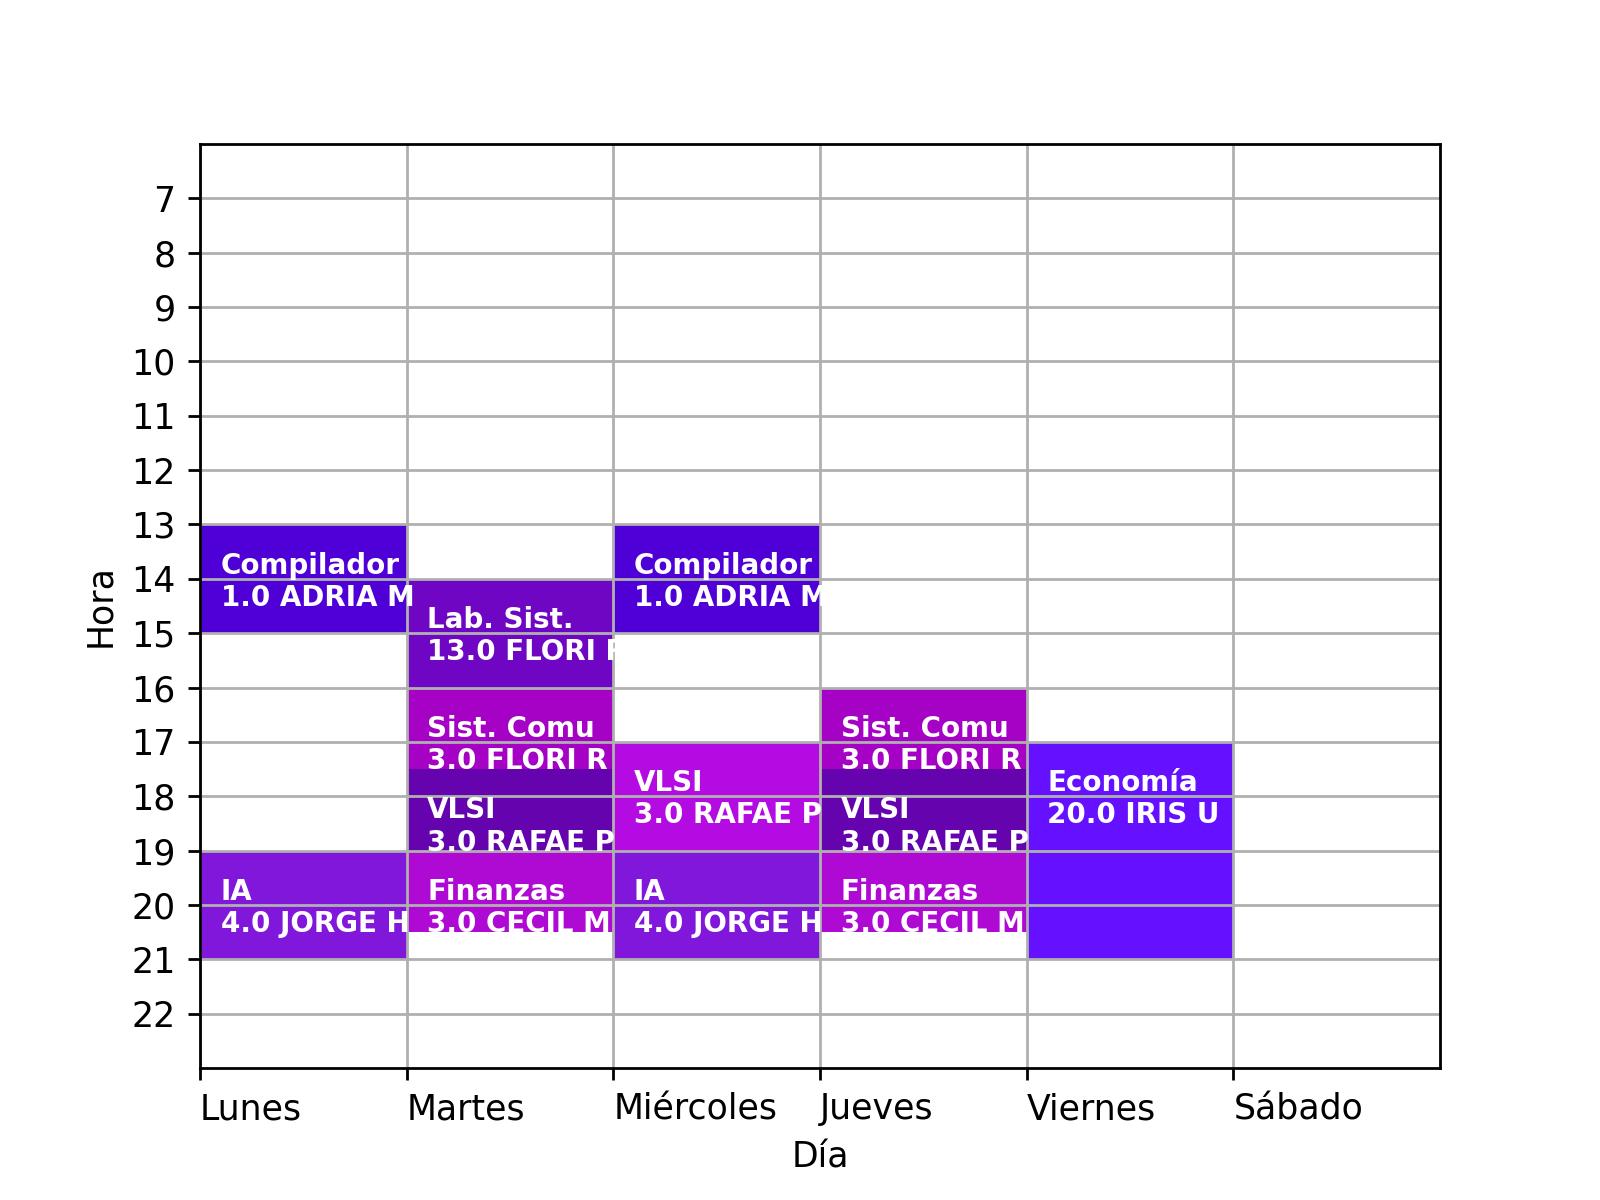 7
8
9
10
11
12
13
14
15
16
17
18
19
20
21
22
Hora
Compilador
1.0 ADRIA M
IA
4.0 JORGE H
Lab. Sist.
13.0 FLORI
Sist. Comu
3.0 FLORI R
VLSI
3.0 RAFAE P
Finanzas
3.0 CECIL M
Compilador
1.0 ADRIA M
VLSI
3.0 RAFAE P
IA
4.0 JORGE H
Sist. Comu
3.0 FLORI R
VLSI
3.0 RAFAE P
Finanzas
3.0 CECIL M
Economía
20.0 IRIS U
Lunes
Martes
Miércoles
Jueves
Viernes
Sábado
Día